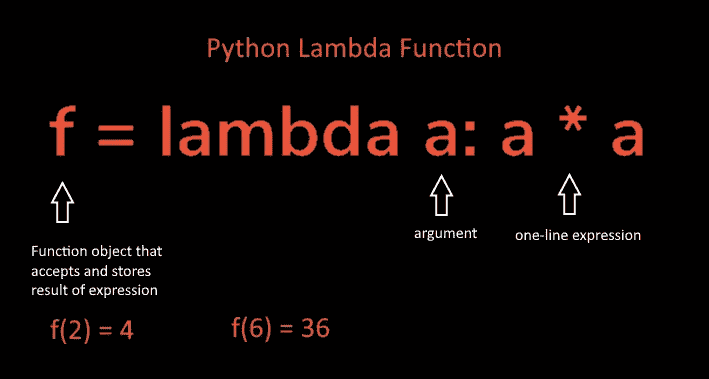 Python Lambda Function
f = lambda a: a * a
Function object that
accepts and stores
result of expression
argument
one-line expression
f(2) = 4
f(6) = 36